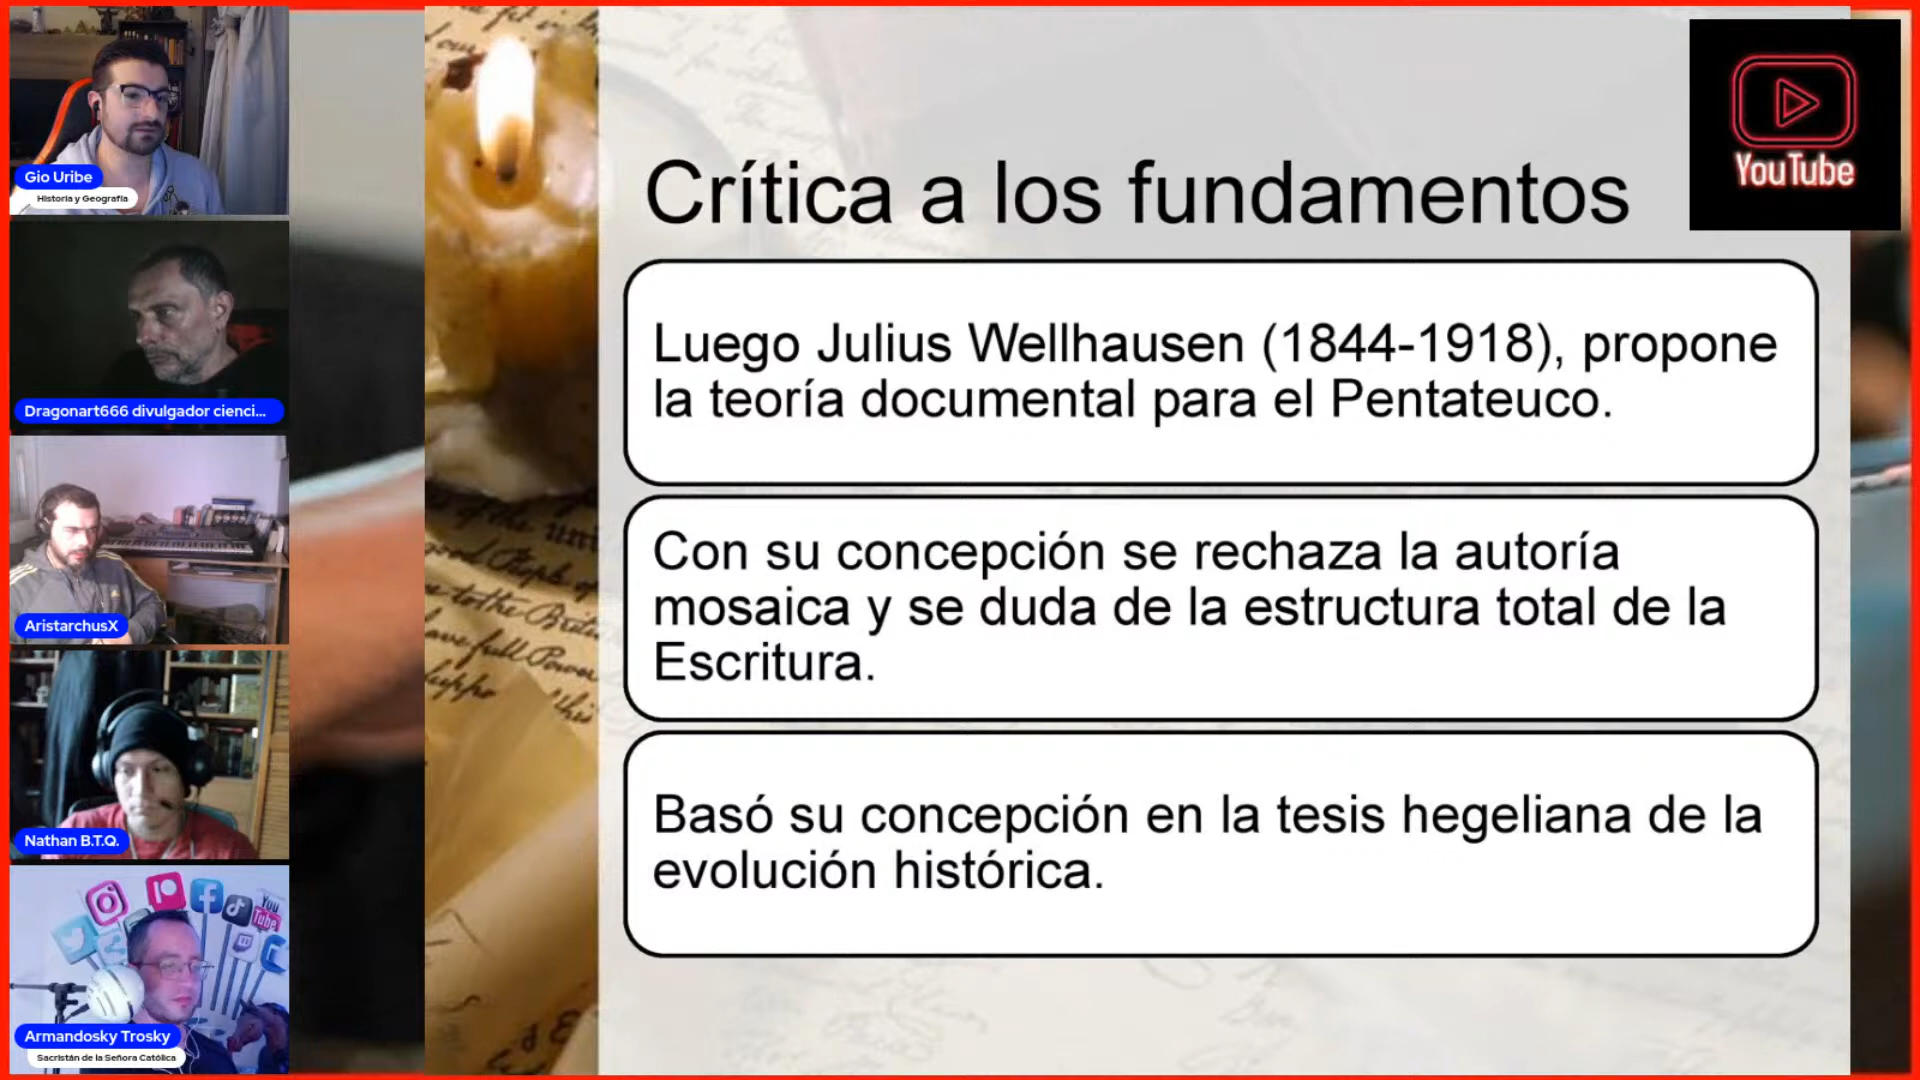 Gio Uribe
Historia y Geografía
Dragonart666 divulgador cienci...
AristarchusX
Nathan B.T.Q.
Armandosky Trosky
Sacristán de la Señora Católica
You
Tube
YouTube
Crítica a los fundamentos
Luego Julius Wellhausen (1844-1918), propone
la teoría documental para el Pentateuco.
Con su concepción se rechaza la autoría
mosaica y se duda de la estructura total de la
Escritura.
Basó su concepción en la tesis hegeliana de la
evolución histórica.